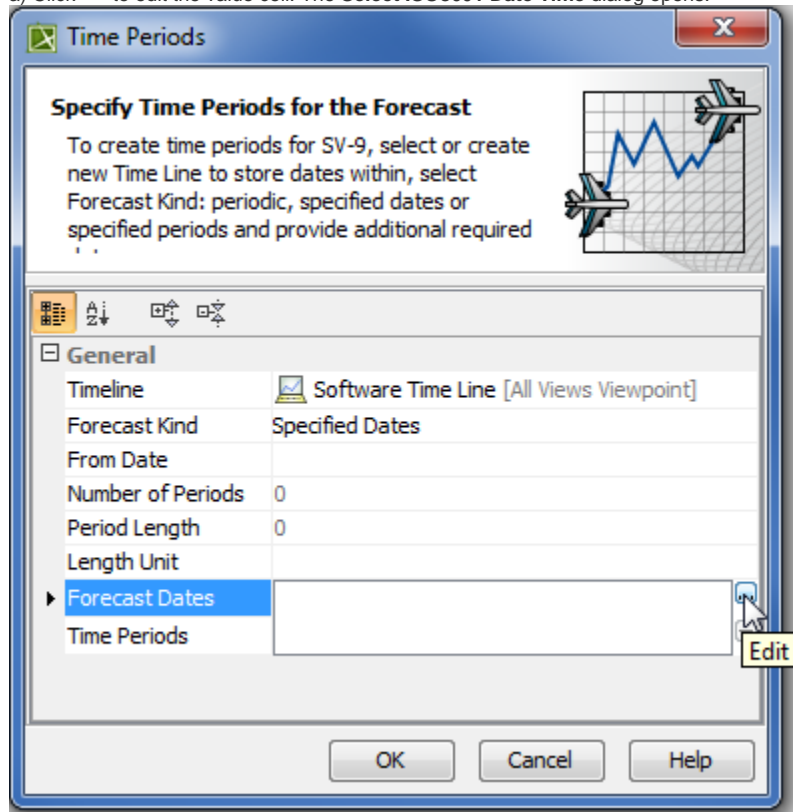 Time Periods
Specify Time Periods for the Forecast
To create time periods for SV-9, select or create
new Time Line to store dates within, select
Forecast Kind: periodic, specified dates or
specified periods and provide additional required
General
Timeline Software Time Line [All Views Viewpoint]
Forecast Kind Specified Dates
From Date
Number of Periods 0
Period Length 0
Length Unit
Forecast Dates ...
Time Periods
Edit
OK Cancel Help